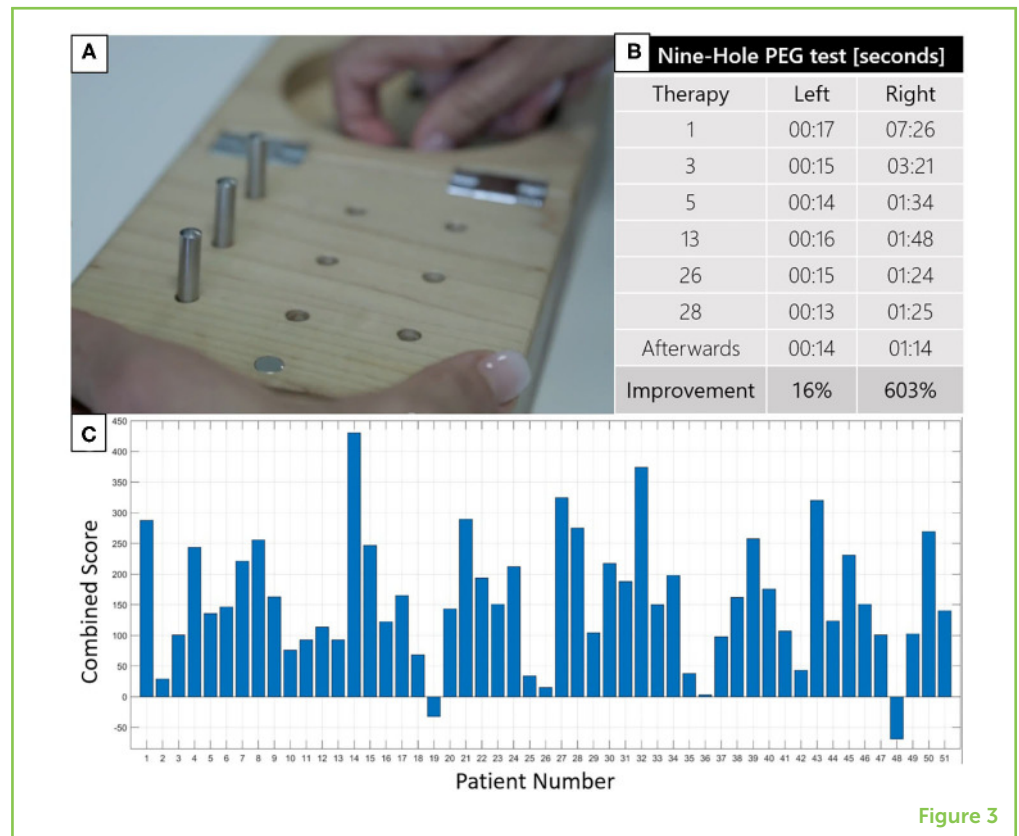 A
B
Nine-Hole PEG test [seconds]
Therapy Left Right
1 00:17 07:26
3 00:15 03:21
5 00:14 01:34
13 00:16 01:48
26 00:15 01:24
28 00:13 01:25
Afterwards 00:14 01:14
Improvement 16% 603%
C
Combined Score
450
400
350
300
250
200
150
100
50
0
-50
1 2 3 4 5 6 7 8 9 10 11 12 13 14 15 16 17 18 19 20 21 22 23 24 25 26 27 28 29 30 31 32 33 34 35 36 37 38 39 40 41 42 43 44 45 46 47 48 49 50 51
Patient Number
Figure 3